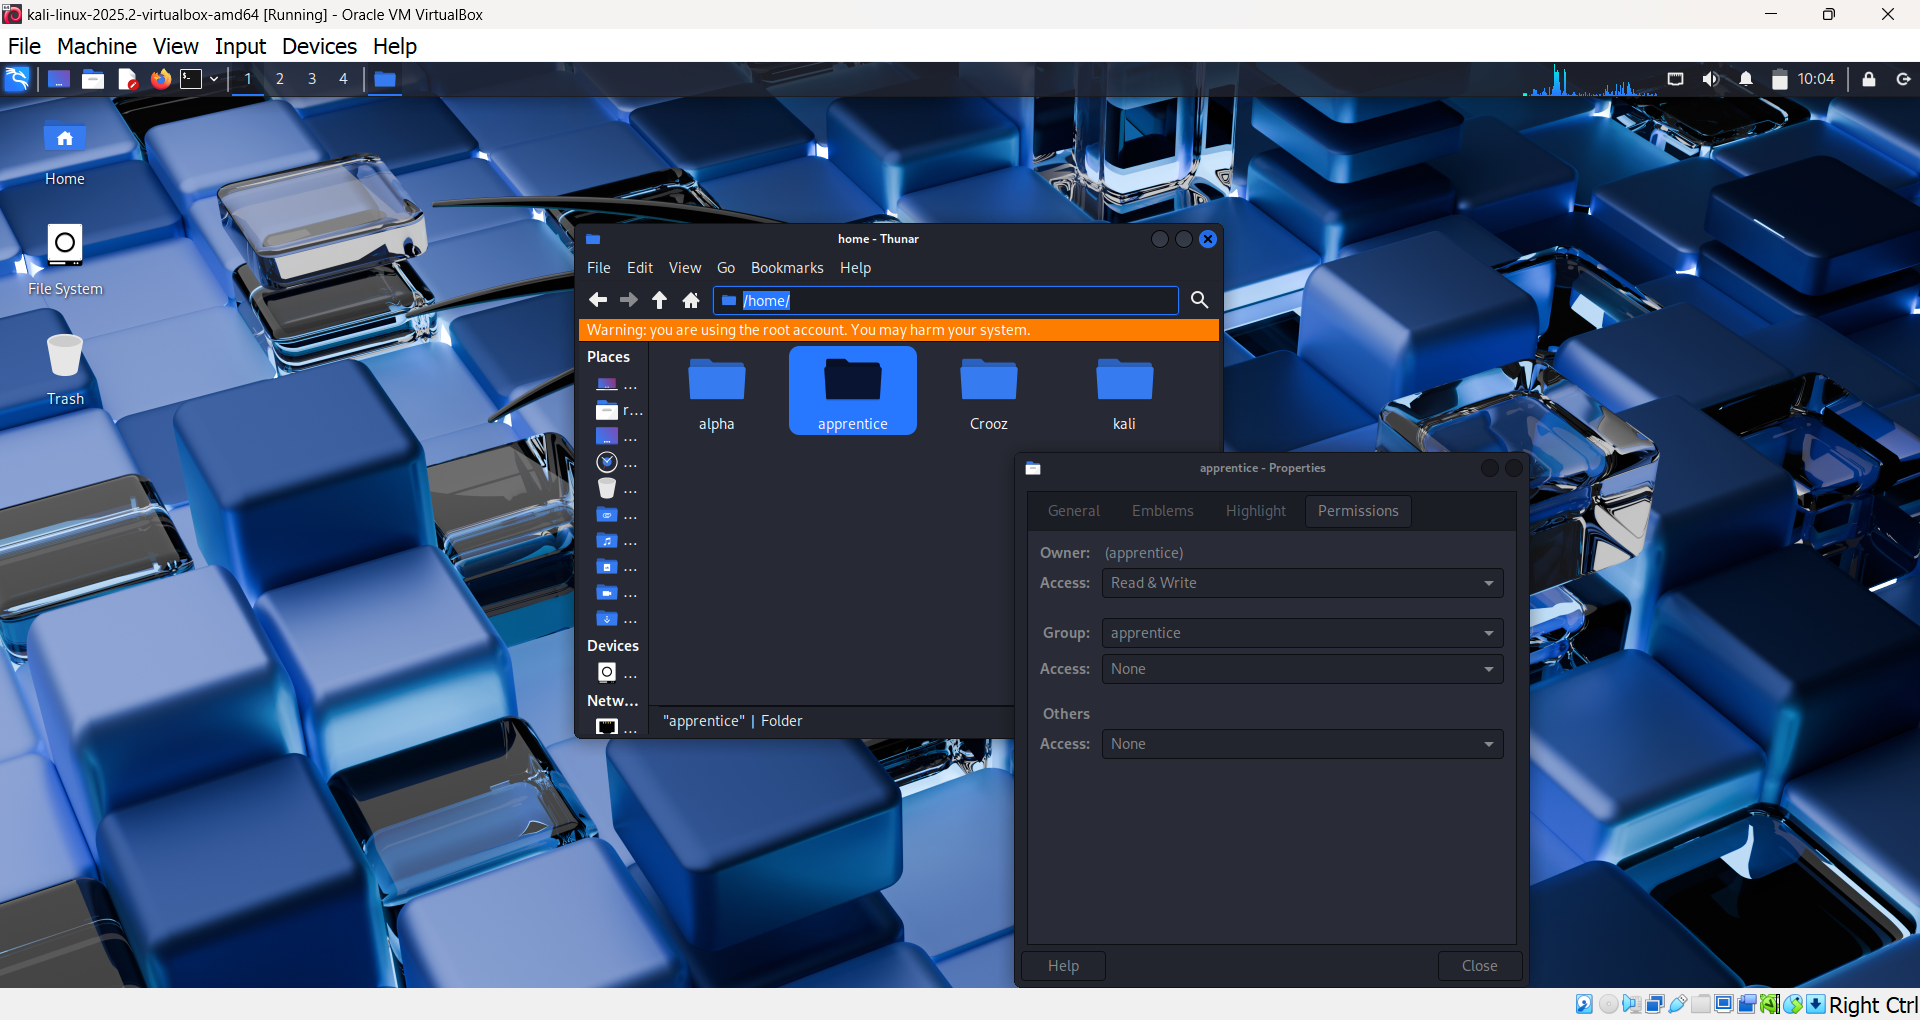 kali-linux-2025.2-virtualbox-amd64 [Running] - Oracle VM VirtualBox
File Machine View Input Devices Help
1 2 3 4
10:04
Home
File System
Trash
home - Thunar
File Edit View Go Bookmarks Help
/home/
Warning: you are using the root account. You may harm your system.
Places
...
r...
...
...
...
...
...
...
...
...
Devices
...
Netw...
...
alpha
apprentice
Crooz
kali
"apprentice" | Folder
apprentice - Properties
General Emblems Highlight Permissions
Owner: (apprentice)
Access: Read & Write
Group: apprentice
Access: None
Others
Access: None
Help Close
Right Ctrl